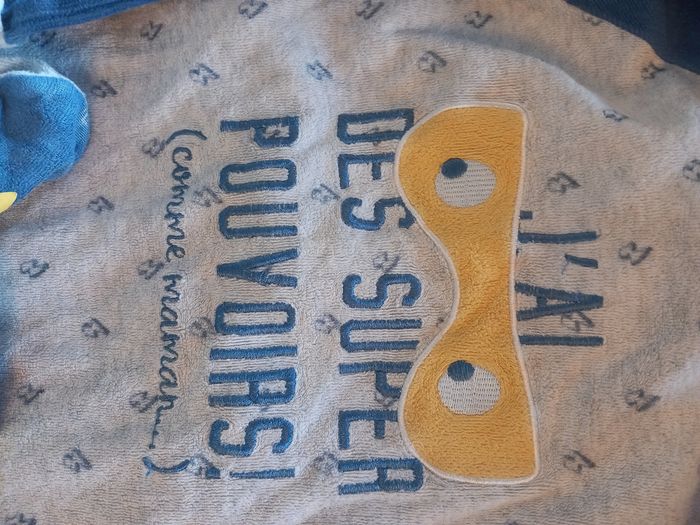 J'AI
DES SUPER
POUVOIRS!
(comme maman...)